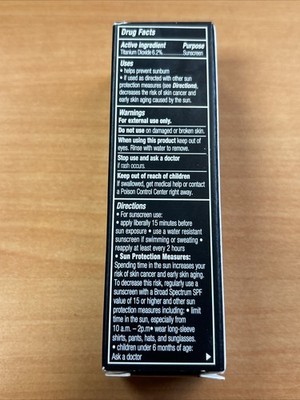 Drug Facts
Active Ingredient Purpose
Titanium Dioxide 6.2% Sunscreen
Uses
• helps prevent sunburn
• if used as directed with other sun
protection measures (see Directions),
decreases the risk of skin cancer and
early skin aging caused by the sun.
Warnings
For external use only.
Do not use on damaged or broken skin.
When using this product keep out of
eyes. Rinse with water to remove.
Stop use and ask a doctor
if rash occurs.
Keep out of reach of children
If swallowed, get medical help or contact
a Poison Control Center right away.
Directions
• For sunscreen use:
• apply liberally 15 minutes before
sun exposure • use a water resistant
sunscreen if swimming or sweating •
reapply at least every 2 hours
• Sun Protection Measures:
Spending time in the sun increases your
risk of skin cancer and early skin aging.
To decrease this risk, regularly use a
sunscreen with a Broad Spectrum SPF
value of 15 or higher and other sun
protection measures including: • limit
time in the sun, especially from
10 a.m. – 2p.m• wear long-sleeve
shirts, pants, hats, and sunglasses.
• children under 6 months of age:
Ask a doctor